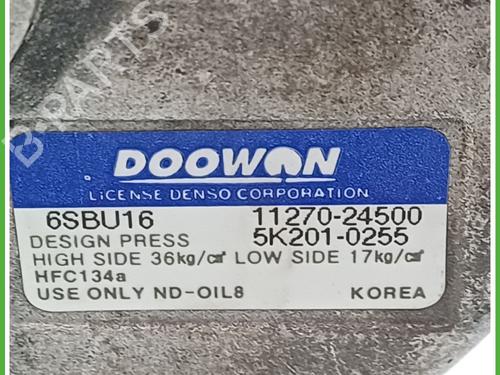 B-PARTS
DOOWON
LICENSE DENSO CORPORATION
6SBU16 11270-24500
DESIGN PRESS 5K201-0255
HIGH SIDE 36kg/㎠ LOW SIDE 17kg/㎠
HFC134a
USE ONLY ND-OIL8 KOREA